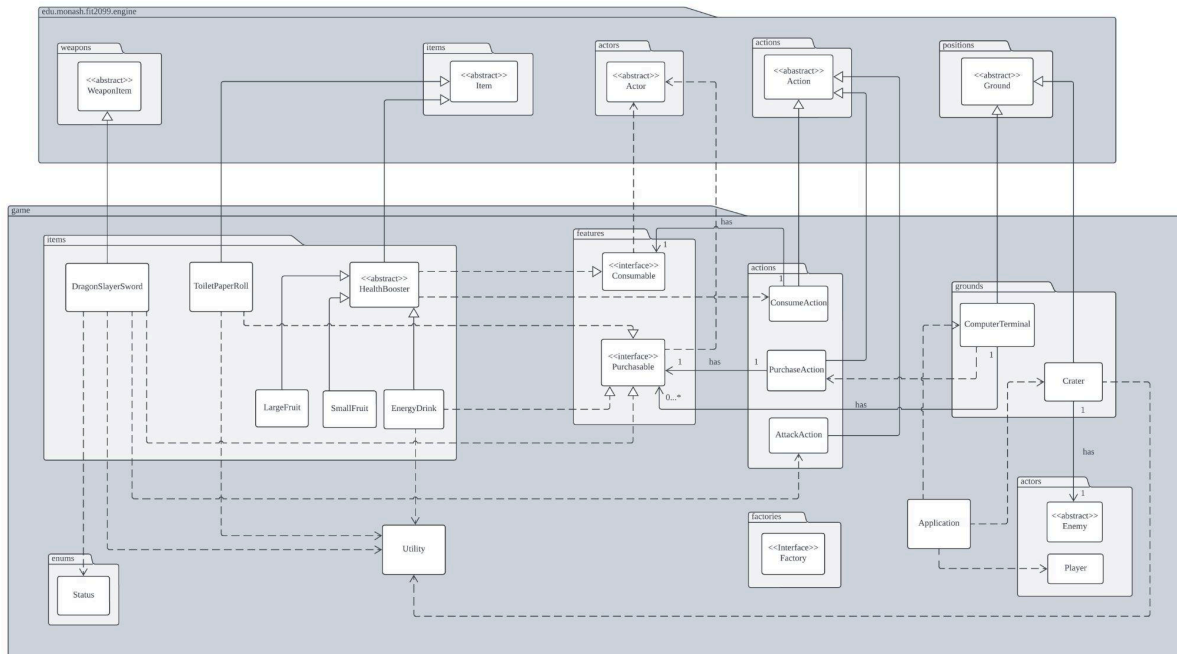 edu.monash.fit2099.engine
weapons
<<abstract>>
WeaponItem
items
<<abstract>>
Item
actors
<<abstract>>
Actor
actions
<<abastract>>
Action
positions
<<abstract>>
Ground
game
items
DragonSlayerSword
ToiletPaperRoll
<<abstract>>
HealthBooster
LargeFruit
SmallFruit
EnergyDrink
features
<<interface>>
Consumable
<<interface>>
Purchasable
has
1
1
actions
ConsumeAction
PurchaseAction
AttackAction
1
has
1
0...*
has
grounds
ComputerTerminal
1
Crater
1
has
1
actors
<<abstract>>
Enemy
Player
Application
factories
<<Interface>>
Factory
Utility
enums
Status